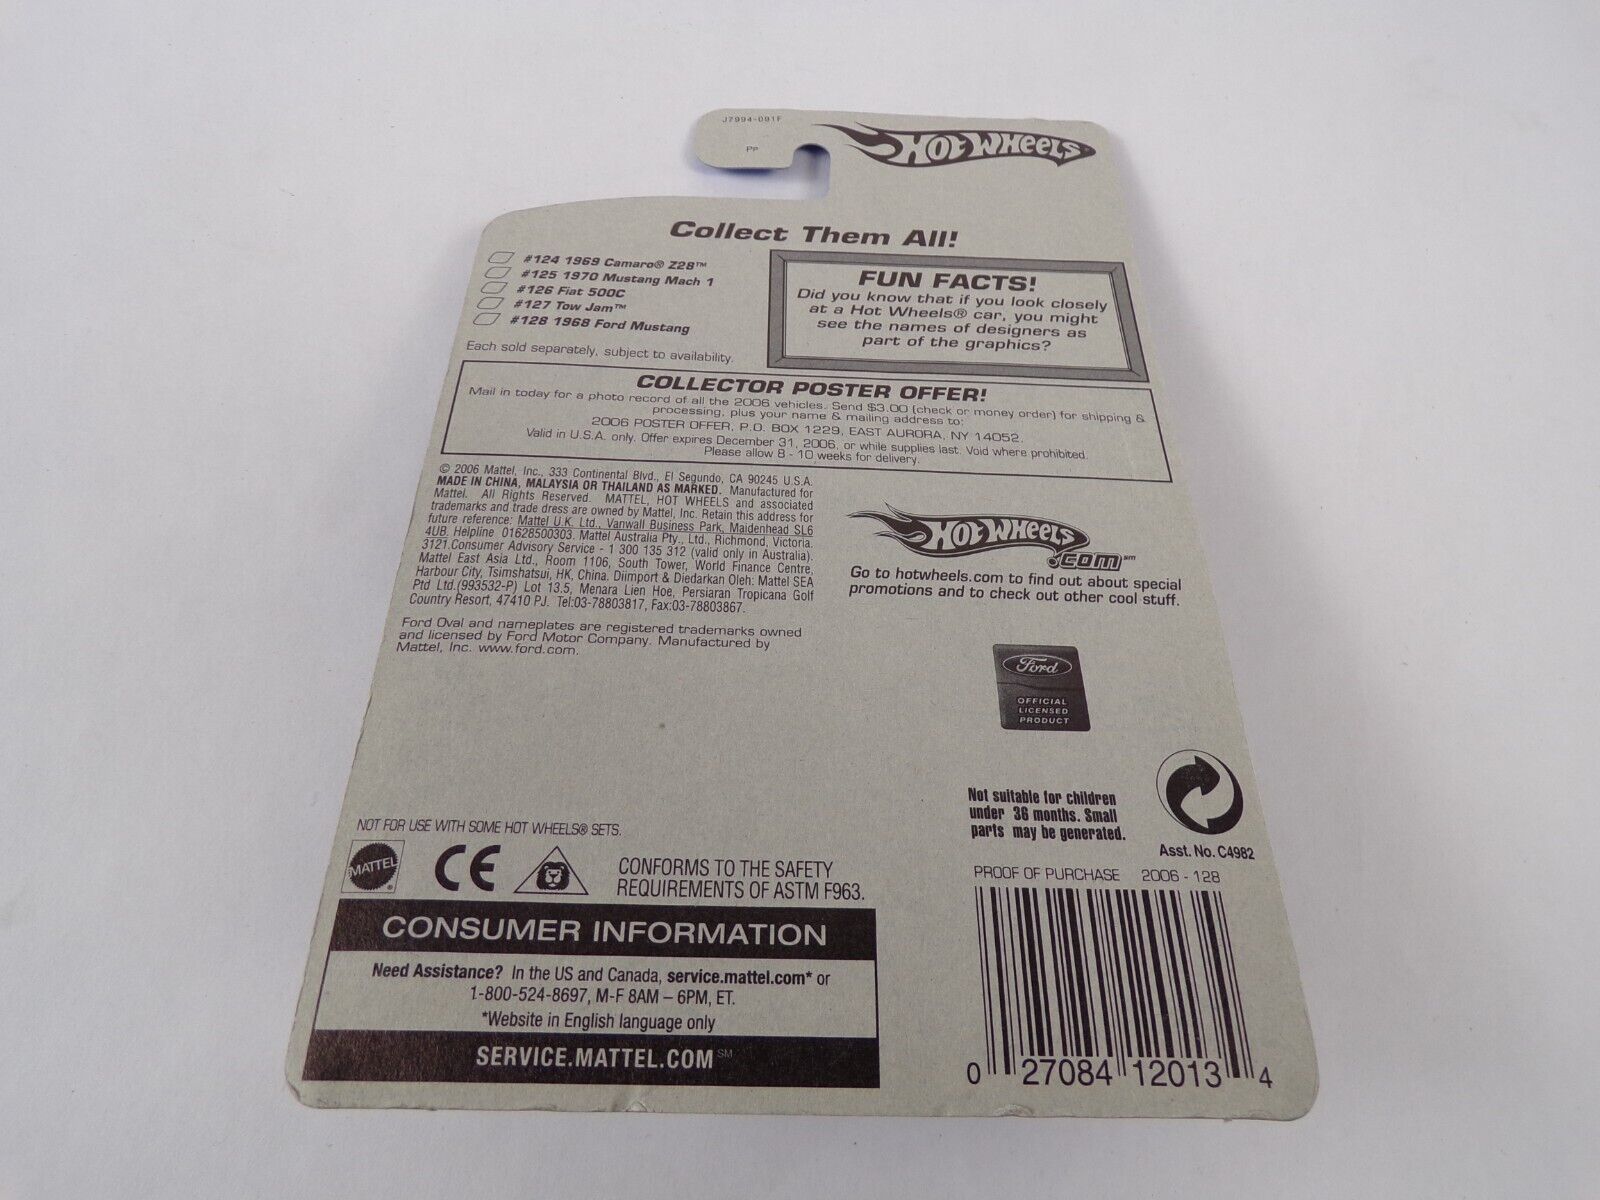 J7994-091F
PP
HOT WHEELS
Collect Them All!
#124 1969 Camaro® Z28™
#125 1970 Mustang Mach 1
#126 Fiat 500C
#127 Tow Jam™
#128 1968 Ford Mustang
Each sold separately, subject to availability.
FUN FACTS!
Did you know that if you look closely
at a Hot Wheels® car, you might
see the names of designers as
part of the graphics?
COLLECTOR POSTER OFFER!
Mail in today for a photo record of all the 2006 vehicles. Send $3.00 (check or money order) for shipping &
processing, plus your name & mailing address to:
2006 POSTER OFFER, P.O. BOX 1229, EAST AURORA, NY 14052.
Valid in U.S.A. only. Offer expires December 31, 2006, or while supplies last. Void where prohibited.
Please allow 8 - 10 weeks for delivery.
© 2006 Mattel, Inc., 333 Continental Blvd., El Segundo, CA 90245 U.S.A.
MADE IN CHINA, MALAYSIA OR THAILAND AS MARKED. Manufactured for
Mattel. All Rights Reserved. MATTEL, HOT WHEELS and associated
trademarks and trade dress are owned by Mattel, Inc. Retain this address for
future reference: Mattel U.K. Ltd., Vanwall Business Park, Maidenhead SL6
4UB. Helpline 01628500303. Mattel Australia Pty., Ltd., Richmond, Victoria.
3121.Consumer Advisory Service - 1 300 135 312 (valid only in Australia).
Mattel East Asia Ltd., Room 1106, South Tower, World Finance Centre,
Harbour City, Tsimshatsui, HK, China. Diimport & Diedarkan Oleh: Mattel SEA
Ptd Ltd.(993532-P) Lot 13.5, Menara Lien Hoe, Persiaran Tropicana Golf
Country Resort, 47410 PJ. Tel:03-78803817, Fax:03-78803867.
Ford Oval and nameplates are registered trademarks owned
and licensed by Ford Motor Company. Manufactured by
Mattel, Inc. www.ford.com.
HOT WHEELS
.com℠
Go to hotwheels.com to find out about special
promotions and to check out other cool stuff.
Ford
OFFICIAL
LICENSED
PRODUCT
Not suitable for children
under 36 months. Small
parts may be generated.
Asst. No. C4982
NOT FOR USE WITH SOME HOT WHEELS® SETS.
MATTEL ®
CE
CONFORMS TO THE SAFETY
REQUIREMENTS OF ASTM F963.
PROOF OF PURCHASE 2006 - 128
CONSUMER INFORMATION
Need Assistance? In the US and Canada, service.mattel.com* or
1-800-524-8697, M-F 8AM – 6PM, ET.
*Website in English language only
SERVICE.MATTEL.COM℠
0 27084 12013 4